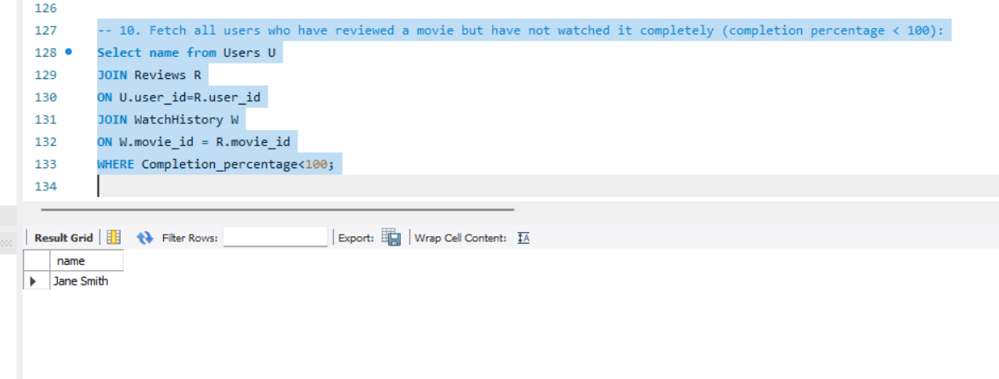 126
127 -- 10. Fetch all users who have reviewed a movie but have not watched it completely (completion percentage < 100):
128 Select name from Users U
129 JOIN Reviews R
130 ON U.user_id=R.user_id
131 JOIN WatchHistory W
132 ON W.movie_id = R.movie_id
133 WHERE Completion_percentage<100;
134
Result Grid Filter Rows: Export: Wrap Cell Content: IA
name
Jane Smith